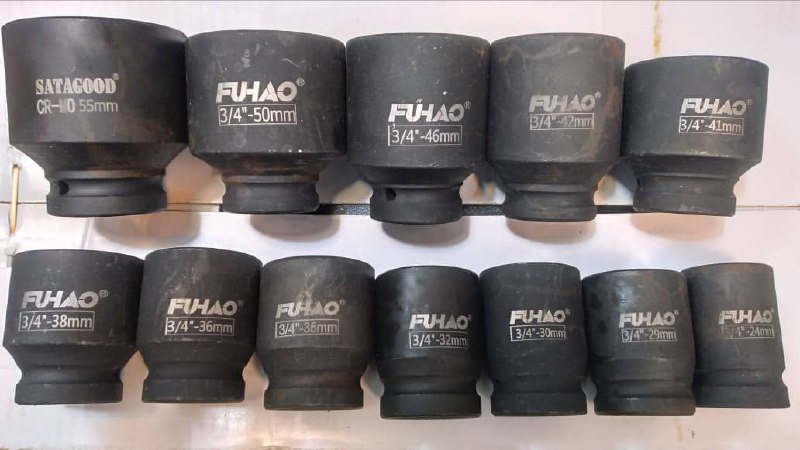 SATAGOOD®
CR-MO 55mm
FUHAO®
3/4"-50mm
FUHAO®
3/4"-46mm
FUHAO®
3/4"-42mm
FUHAO®
3/4"-41mm
FUHAO®
3/4"-38mm
FUHAO®
3/4"-36mm
FUHAO®
3/4"-35mm
FUHAO®
3/4"-32mm
FUHAO®
3/4"-30mm
FUHAO®
3/4"-29mm
FUHAO®
3/4"-24mm